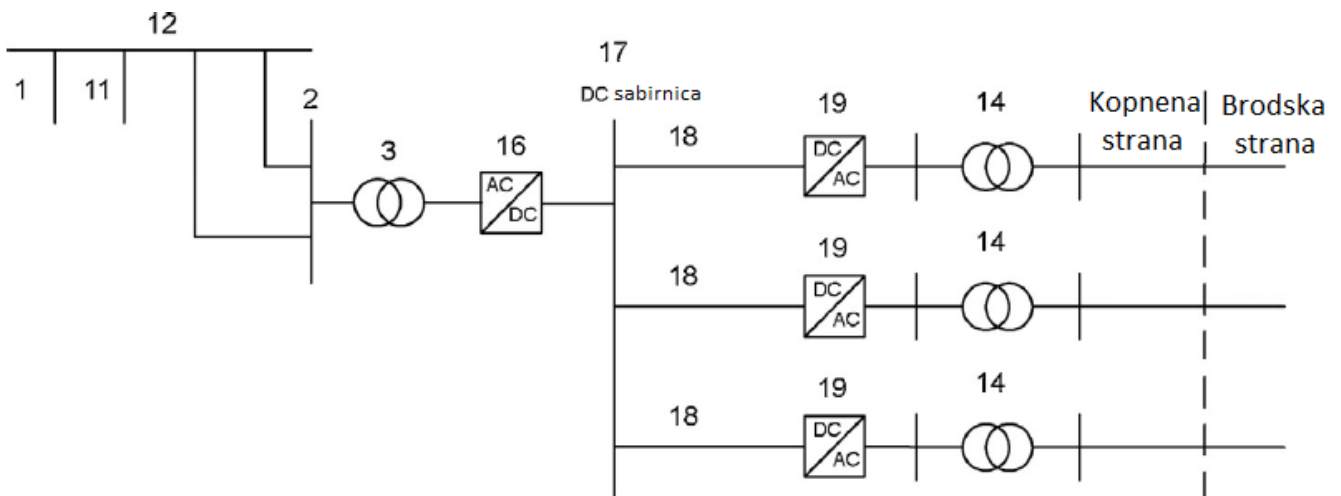 12
1
11
2
3
16
17
DC sabirnica
18
19
14
Kopnena
strana
Brodska
strana
AC
DC
DC
AC
18
19
14
DC
AC
18
19
14
DC
AC